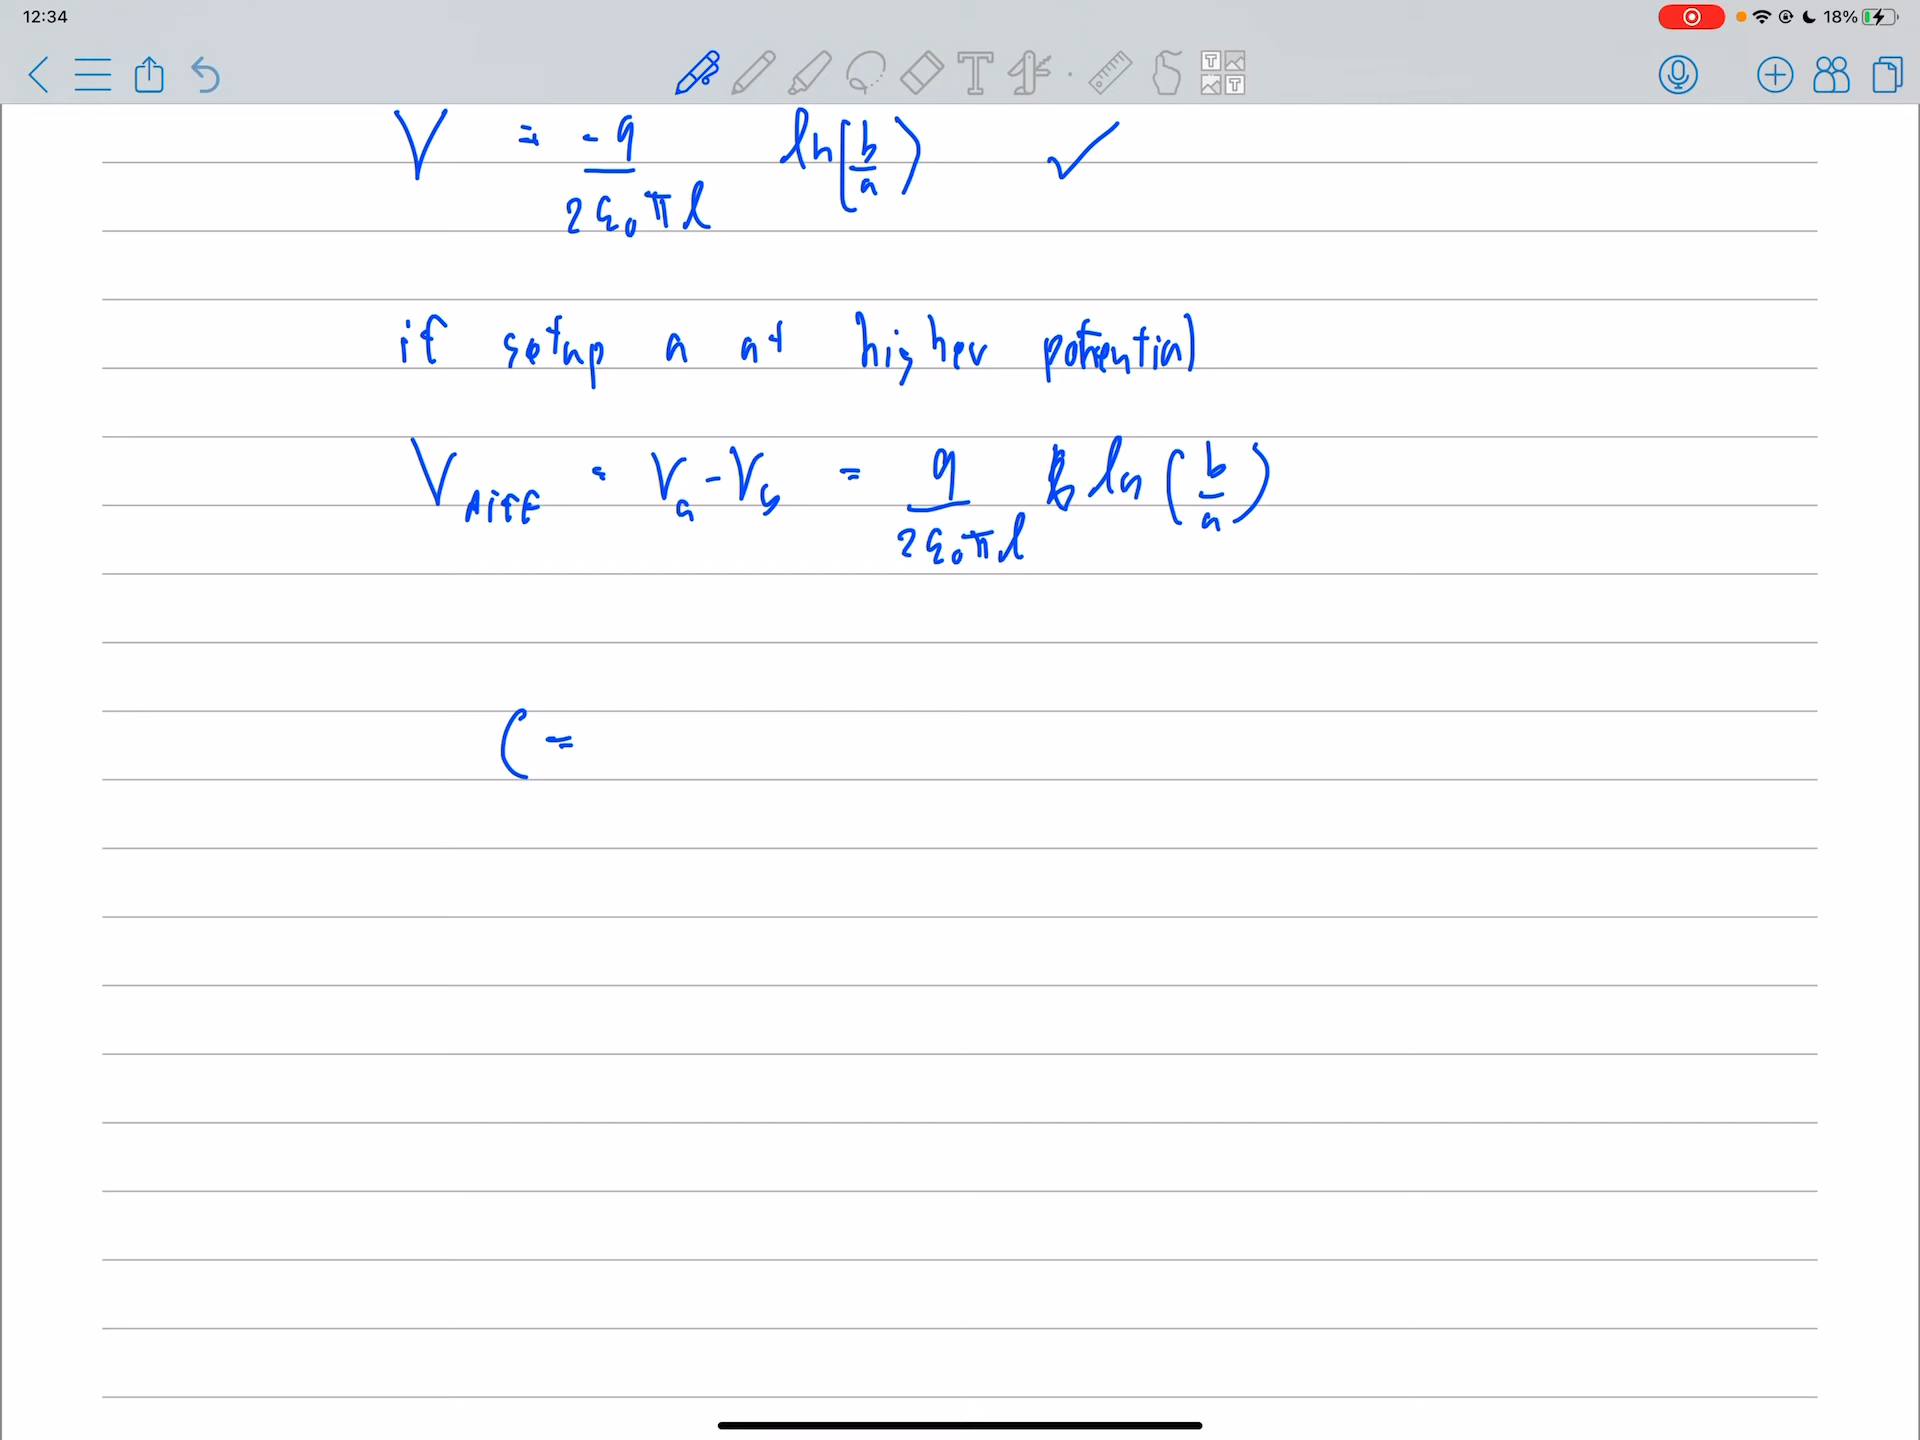 12:34 18%
V = -q/(2ε₀πl) ln(b/a) ✓
if setup a at higher potential
V_Diff = V_a - V_b = q/(2ε₀πl) ln(b/a)
C =